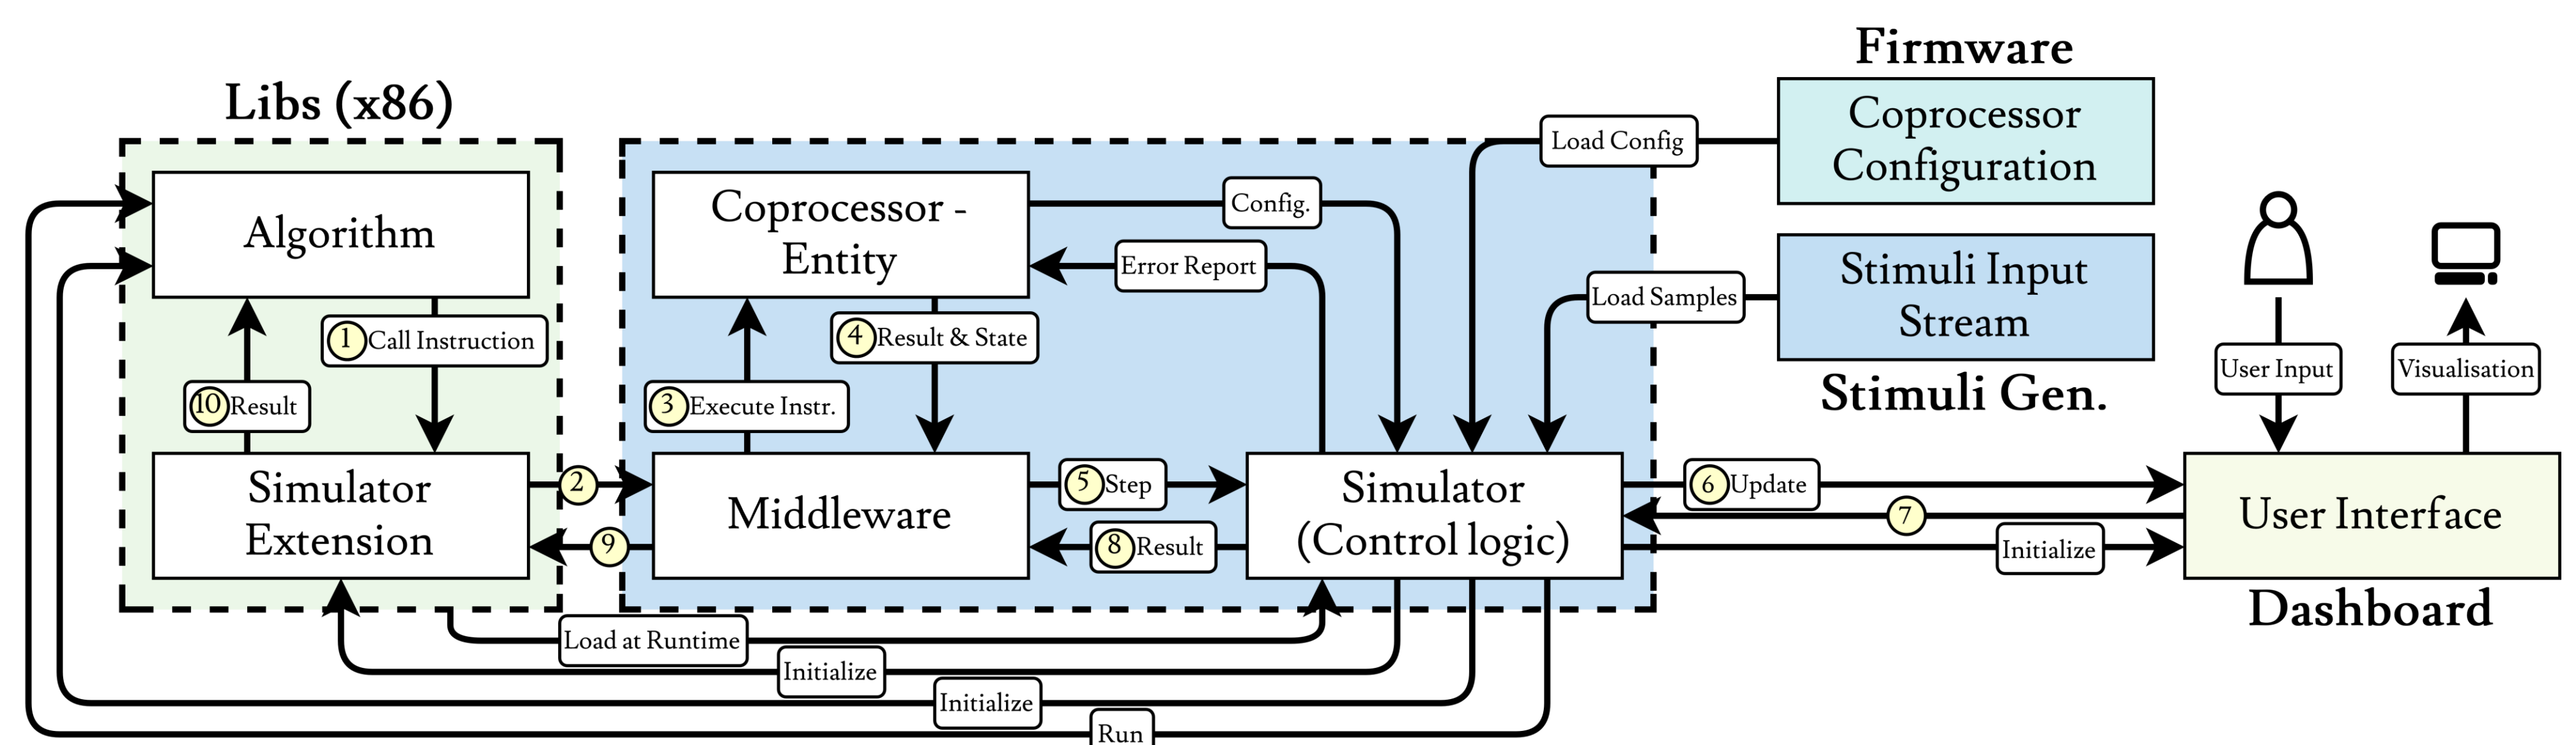 Firmware
Libs (x86)
Coprocessor
Configuration
Load Config
Algorithm
Coprocessor -
Entity
Config.
Error Report
Stimuli Input
Stream
Load Samples
Stimuli Gen.
1 Call Instruction
4 Result & State
User Input
Visualisation
10 Result
3 Execute Instr.
Simulator
Extension
2
9
Middleware
5 Step
8 Result
Simulator
(Control logic)
6 Update
7
Initialize
User Interface
Dashboard
Load at Runtime
Initialize
Initialize
Run